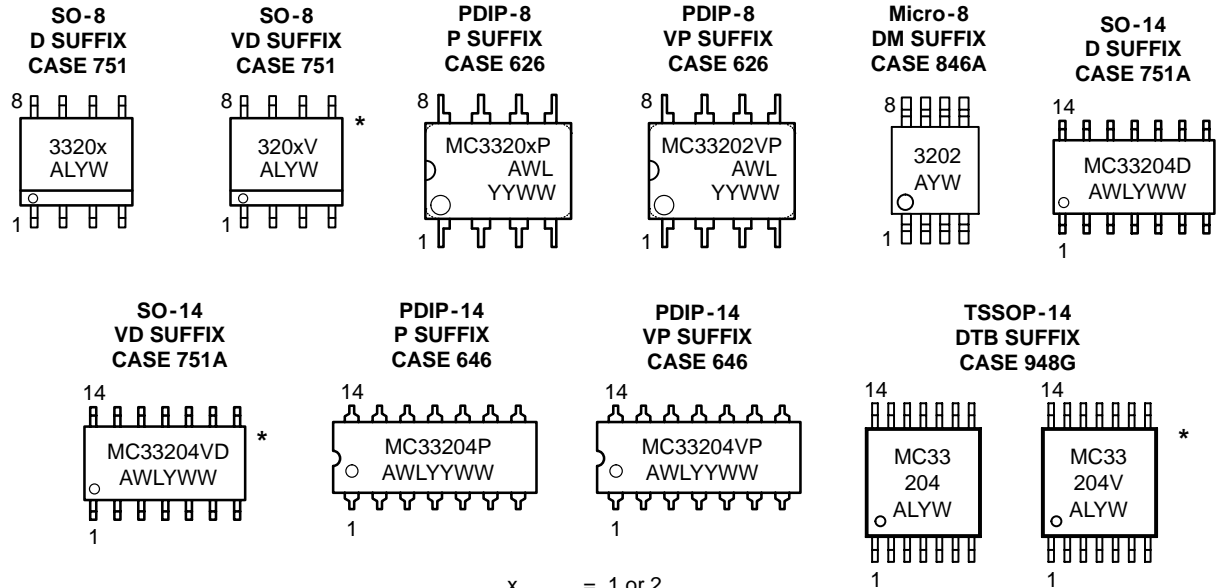 SO-8
D SUFFIX
CASE 751
8
3320x
ALYW
1
SO-8
VD SUFFIX
CASE 751
8
*
320xV
ALYW
1
PDIP-8
P SUFFIX
CASE 626
8
MC3320xP
AWL
YYWW
1
PDIP-8
VP SUFFIX
CASE 626
8
MC33202VP
AWL
YYWW
1
Micro-8
DM SUFFIX
CASE 846A
8
3202
AYW
1
SO-14
D SUFFIX
CASE 751A
14
MC33204D
AWLYWW
1
SO-14
VD SUFFIX
CASE 751A
14
*
MC33204VD
AWLYWW
1
PDIP-14
P SUFFIX
CASE 646
14
MC33204P
AWLYYWW
1
PDIP-14
VP SUFFIX
CASE 646
14
MC33204VP
AWLYYWW
1
TSSOP-14
DTB SUFFIX
CASE 948G
14
MC33
204
ALYW
1
14
*
MC33
204V
ALYW
1
x = 1 or 2